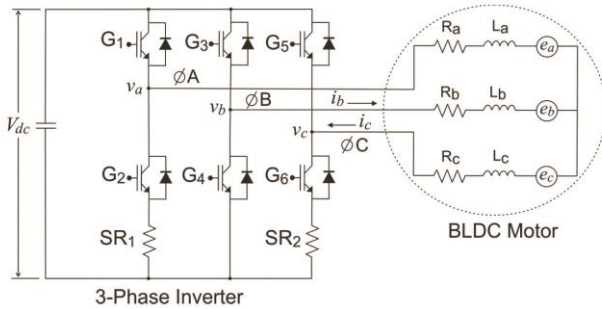 G1
G3
G5
Ra
La
ea
ØA
va
ØB
ib
Rb
Lb
eb
vb
Vdc
ic
vc
ØC
Rc
Lc
ec
G2
G4
G6
SR1
SR2
BLDC Motor
3-Phase Inverter